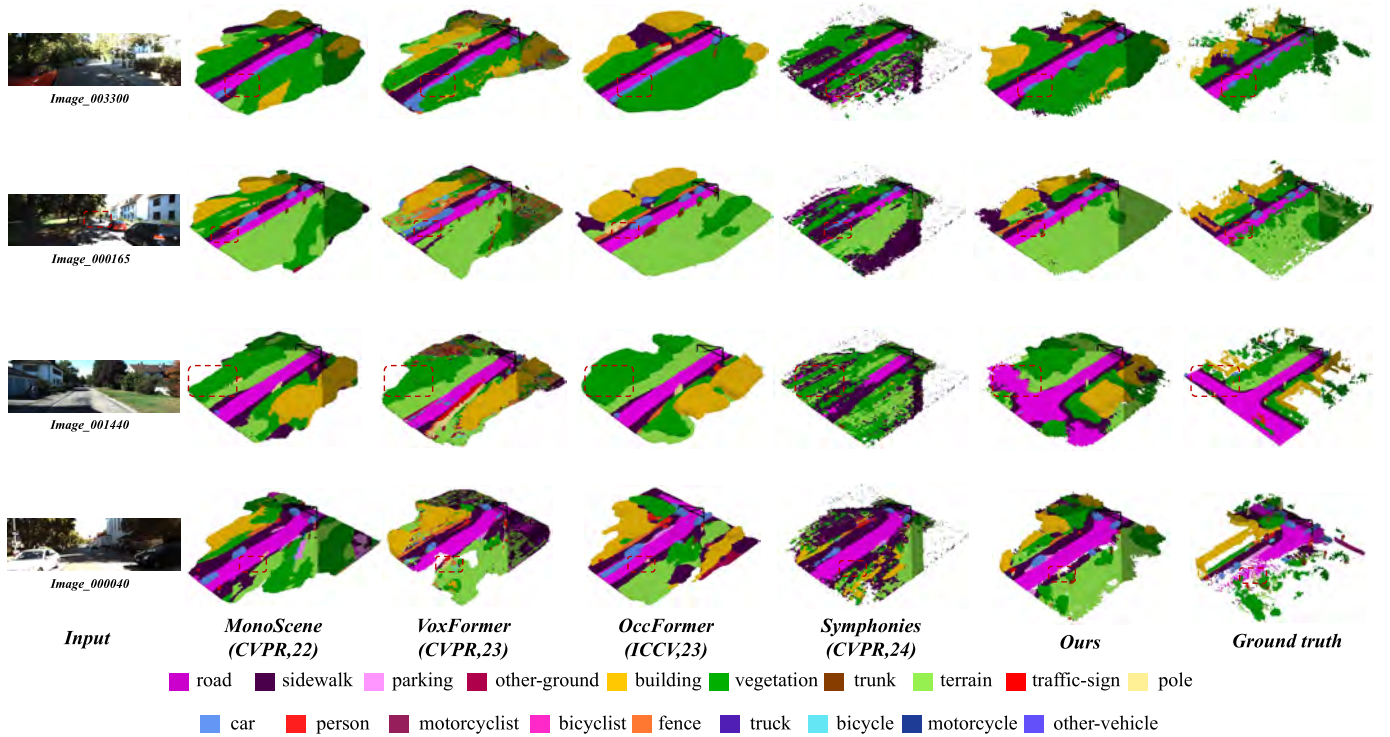 Image_003300
Image_000165
Image_001440
Image_000040
Input
MonoScene
(CVPR,22)
VoxFormer
(CVPR,23)
OccFormer
(ICCV,23)
Symphonies
(CVPR,24)
Ours
Ground truth
road sidewalk parking other-ground building vegetation trunk terrain traffic-sign pole
car person motorcyclist bicyclist fence truck bicycle motorcycle other-vehicle